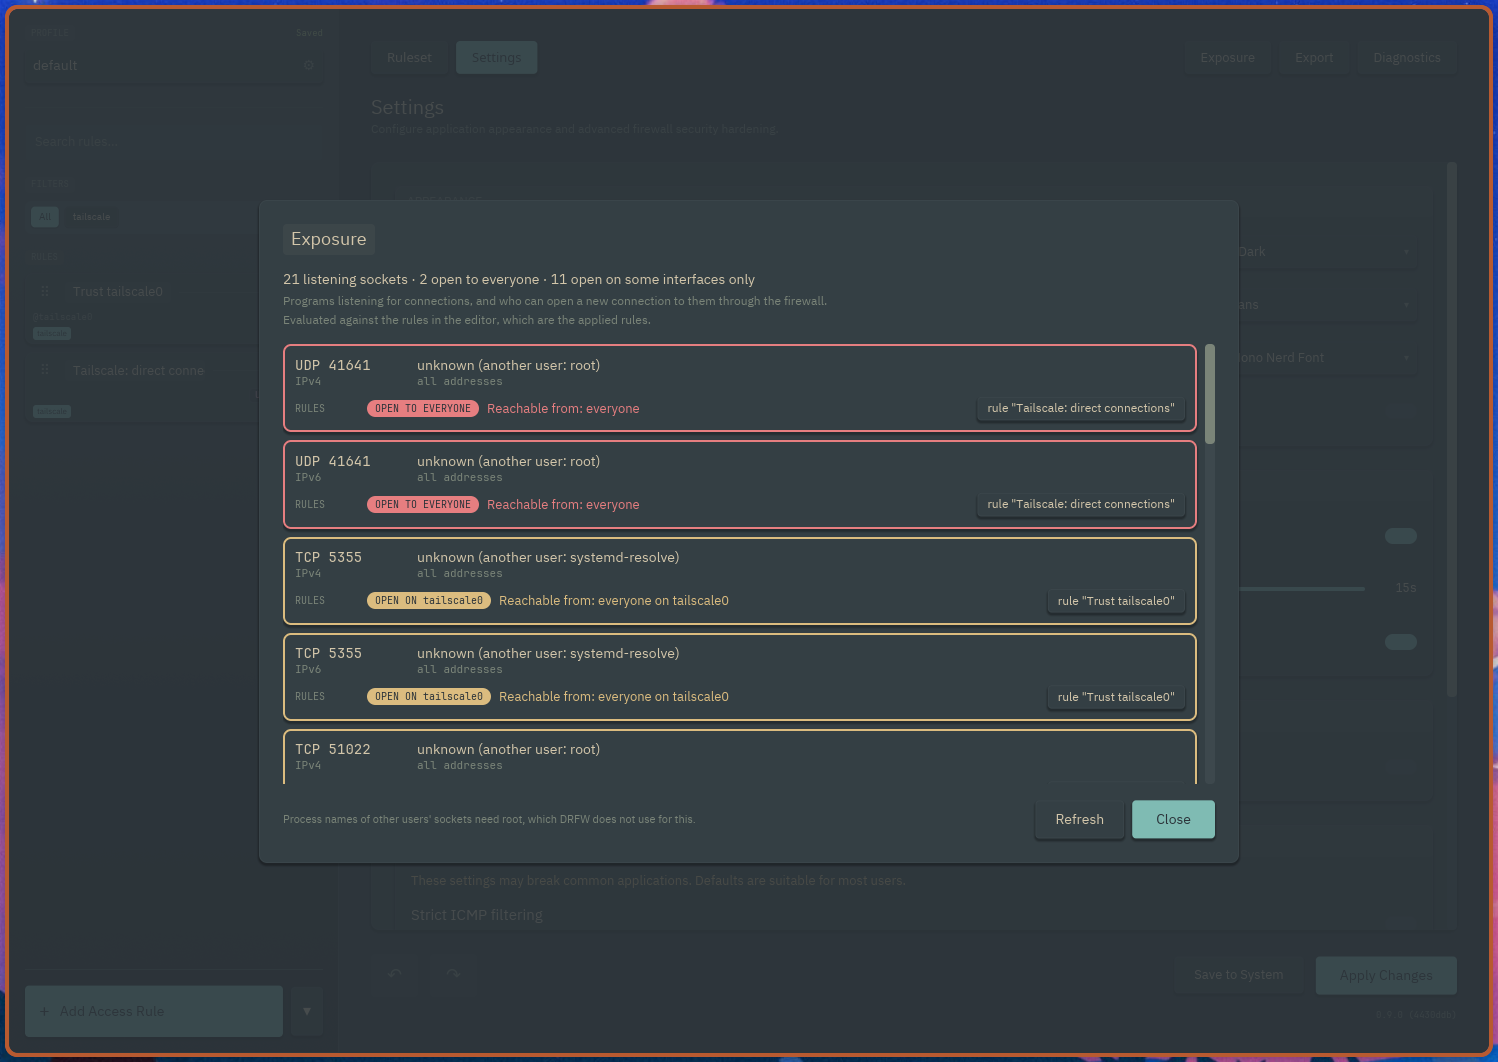 PROFILE
Saved
default
Ruleset
Settings
Exposure
Export
Diagnostics
Settings
Configure application appearance and advanced firewall security hardening.
Search rules...
FILTERS
All
tailscale
RULES
Trust tailscale0
@tailscale0
tailscale
Tailscale: direct conne
tailscale
Dark
ans
ono Nerd Font
15s
Exposure
21 listening sockets · 2 open to everyone · 11 open on some interfaces only
Programs listening for connections, and who can open a new connection to them through the firewall.
Evaluated against the rules in the editor, which are the applied rules.
UDP 41641 unknown (another user: root)
IPv4 all addresses
RULES OPEN TO EVERYONE Reachable from: everyone rule "Tailscale: direct connections"
UDP 41641 unknown (another user: root)
IPv6 all addresses
RULES OPEN TO EVERYONE Reachable from: everyone rule "Tailscale: direct connections"
TCP 5355 unknown (another user: systemd-resolve)
IPv4 all addresses
RULES OPEN ON tailscale0 Reachable from: everyone on tailscale0 rule "Trust tailscale0"
TCP 5355 unknown (another user: systemd-resolve)
IPv6 all addresses
RULES OPEN ON tailscale0 Reachable from: everyone on tailscale0 rule "Trust tailscale0"
TCP 51022 unknown (another user: root)
IPv4 all addresses
Process names of other users' sockets need root, which DRFW does not use for this.
Refresh
Close
These settings may break common applications. Defaults are suitable for most users.
Strict ICMP filtering
+ Add Access Rule
Save to System
Apply Changes